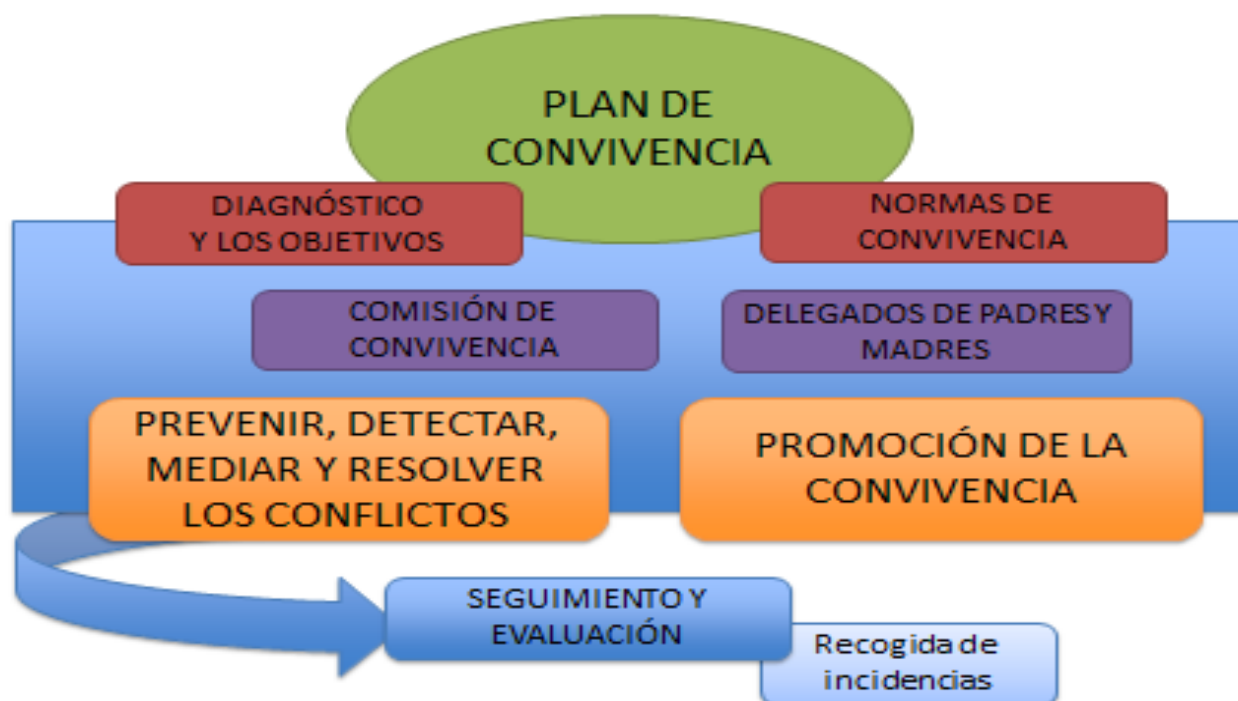 PLAN DE
CONVIVENCIA
DIAGNÓSTICO
Y LOS OBJETIVOS
NORMAS DE
CONVIVENCIA
COMISIÓN DE
CONVIVENCIA
DELEGADOS DE PADRES Y
MADRES
PREVENIR, DETECTAR,
MEDIAR Y RESOLVER
LOS CONFLICTOS
PROMOCIÓN DE LA
CONVIVENCIA
SEGUIMIENTO Y
EVALUACIÓN
Recogida de
incidencias